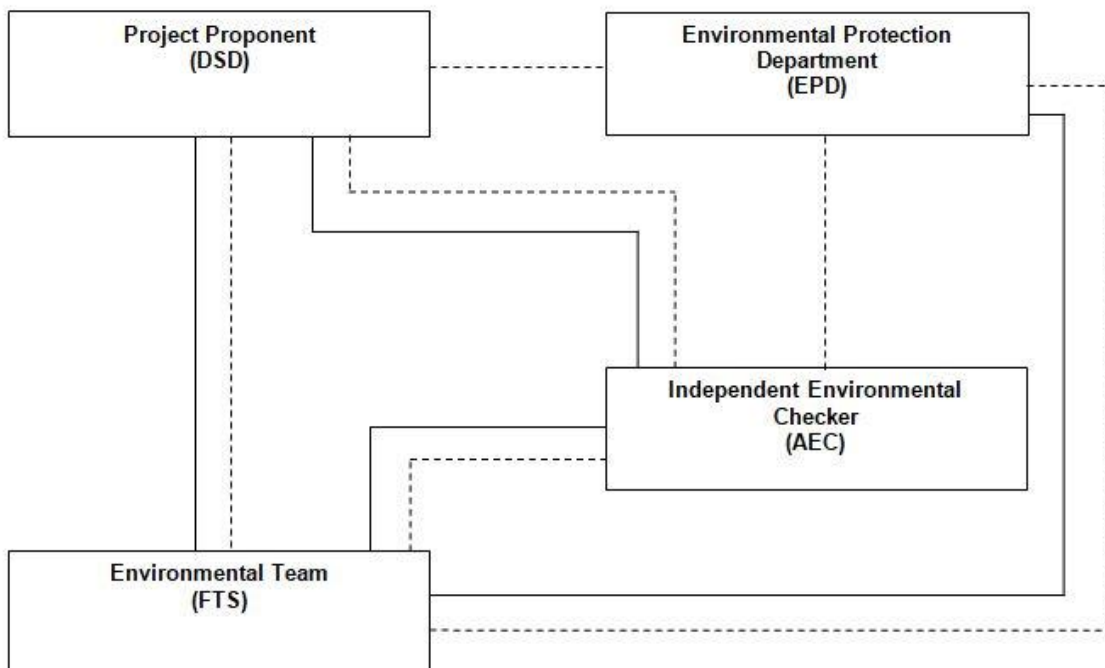 Project Proponent
(DSD)
Environmental Protection
Department
(EPD)
Independent Environmental
Checker
(AEC)
Environmental Team
(FTS)